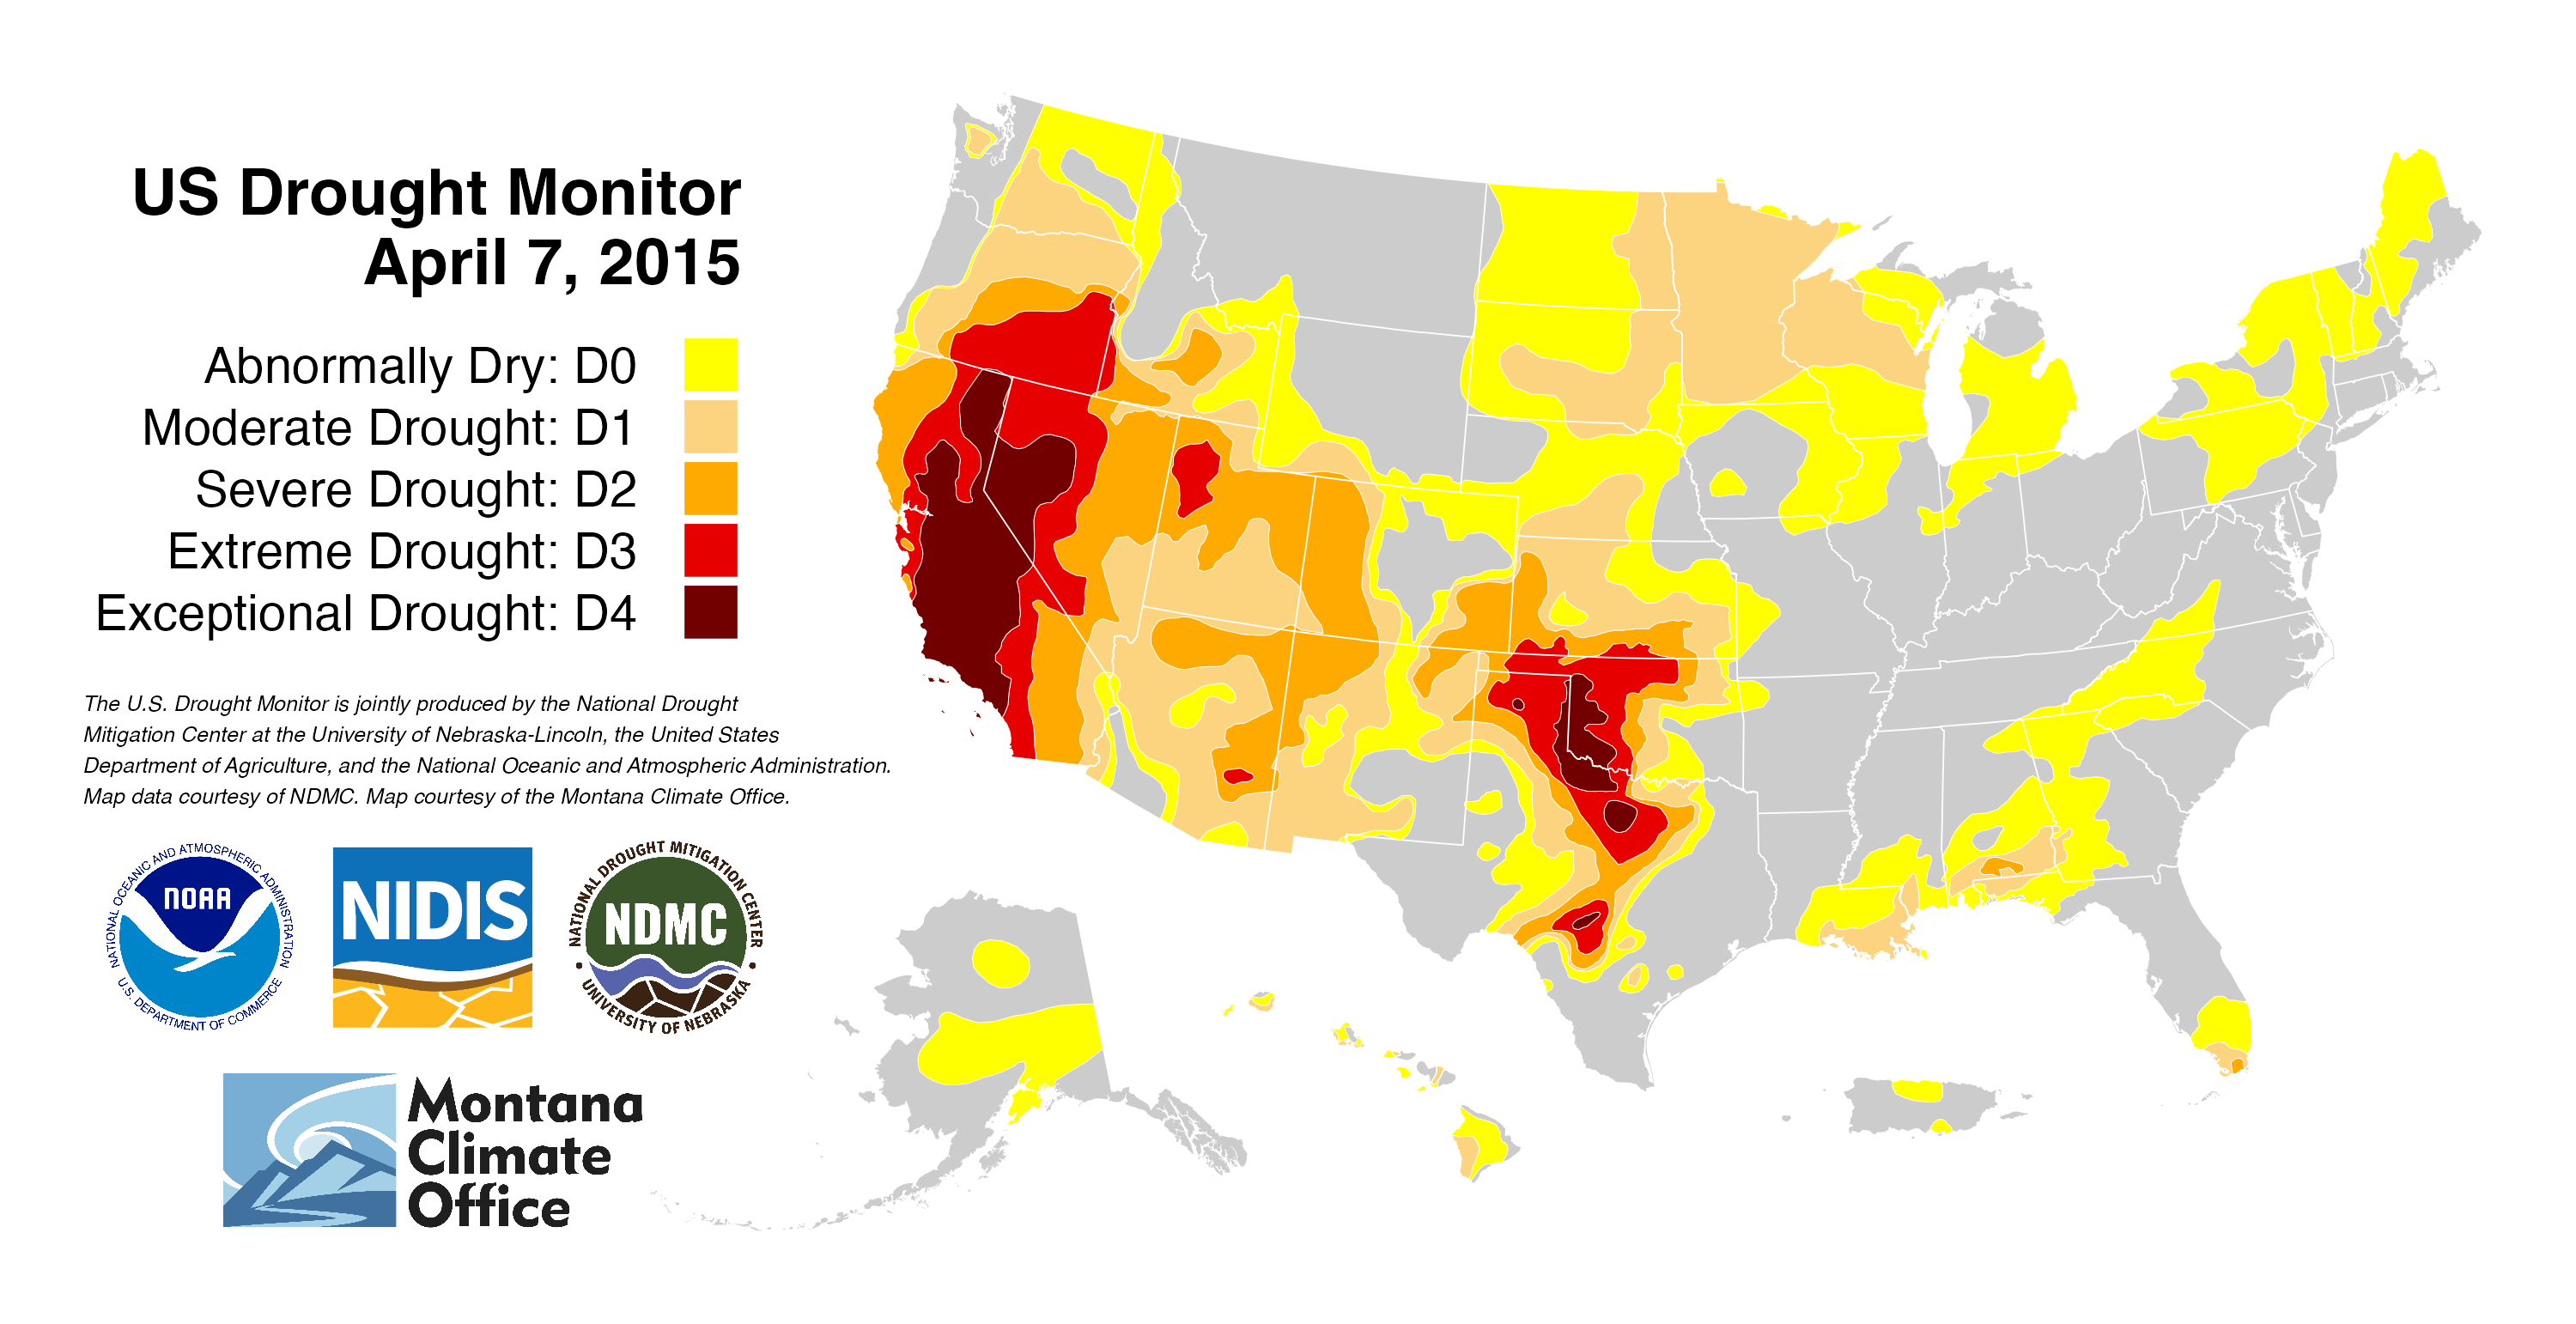 US Drought Monitor
April 7, 2015
Abnormally Dry: D0
Moderate Drought: D1
Severe Drought: D2
Extreme Drought: D3
Exceptional Drought: D4
The U.S. Drought Monitor is jointly produced by the National Drought
Mitigation Center at the University of Nebraska-Lincoln, the United States
Department of Agriculture, and the National Oceanic and Atmospheric Administration.
Map data courtesy of NDMC. Map courtesy of the Montana Climate Office.
NATIONAL OCEANIC AND ATMOSPHERIC ADMINISTRATION
NOAA
U.S. DEPARTMENT OF COMMERCE
NIDIS
NATIONAL DROUGHT MITIGATION CENTER
NDMC
UNIVERSITY OF NEBRASKA
Montana
Climate
Office